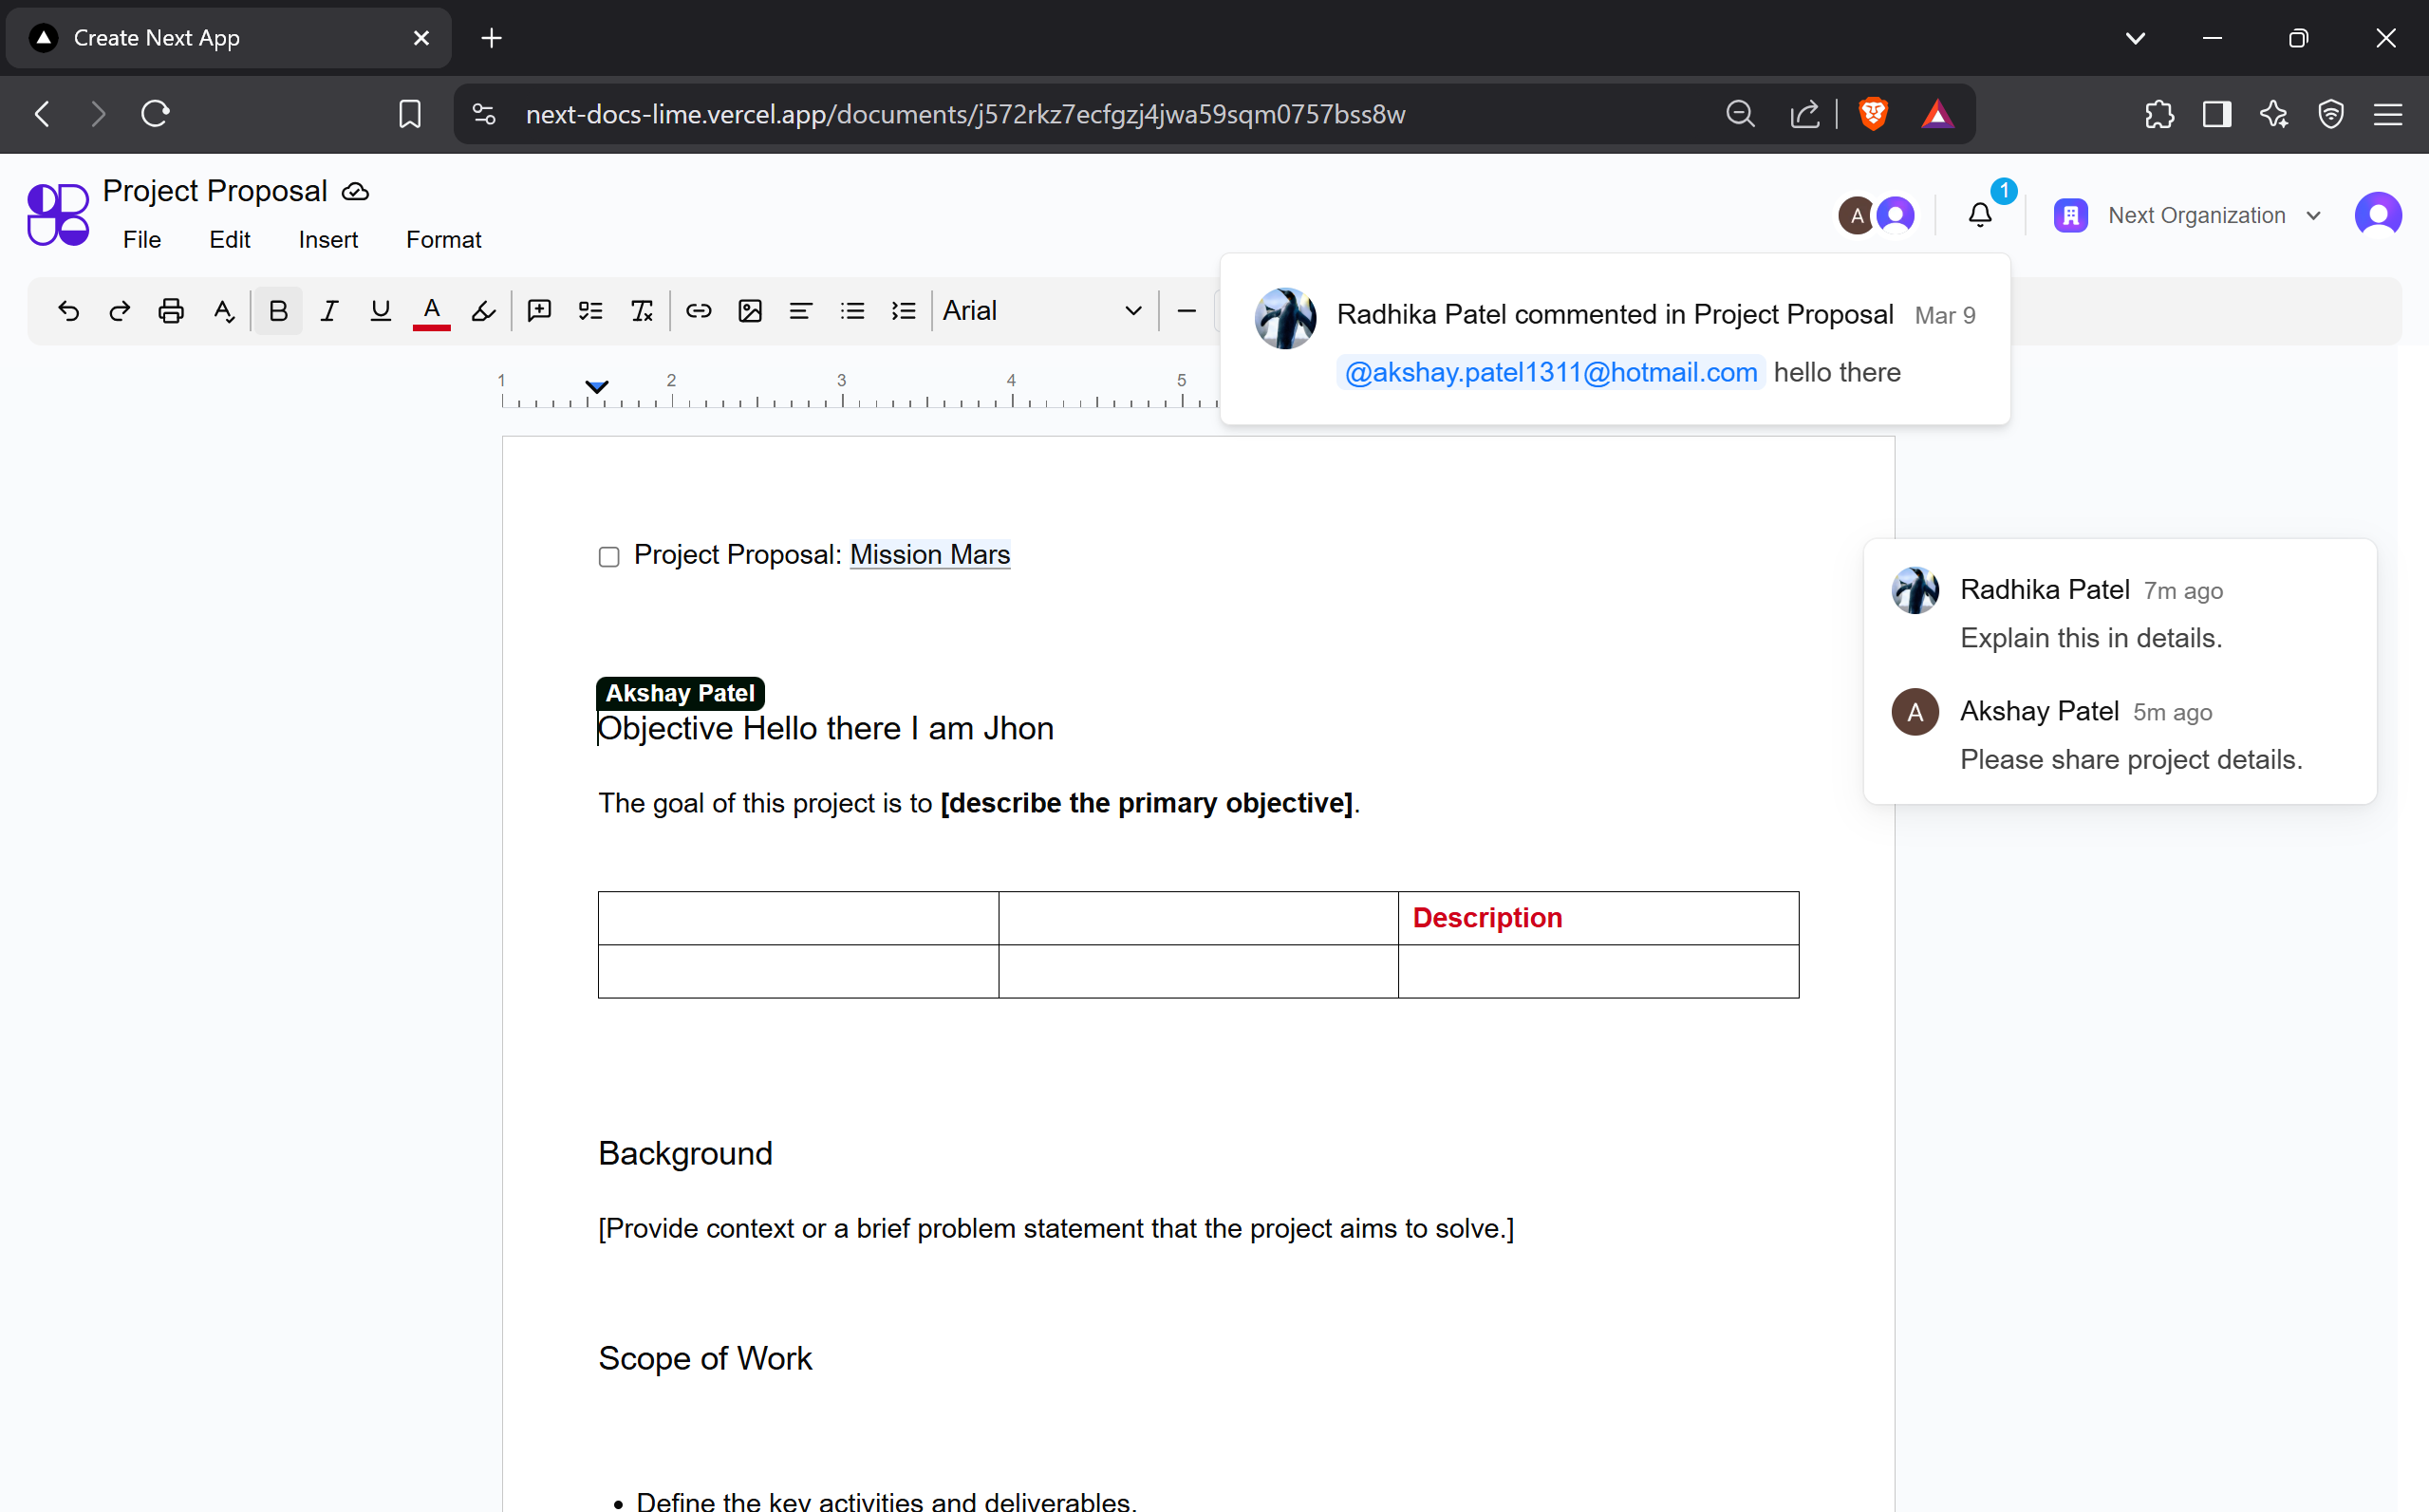 Create Next App
next-docs-lime.vercel.app/documents/j572rkz7ecfgzj4jwa59sqm0757bss8w
Project Proposal
File Edit Insert Format
A
1
Next Organization
A
Arial
Radhika Patel commented in Project Proposal Mar 9
@akshay.patel1311@hotmail.com hello there
1 2 3 4 5
Project Proposal: Mission Mars
Radhika Patel 7m ago
Explain this in details.
A Akshay Patel 5m ago
Please share project details.
Akshay Patel
Objective Hello there I am Jhon
The goal of this project is to [describe the primary objective].
Description
Background
[Provide context or a brief problem statement that the project aims to solve.]
Scope of Work
• Define the key activities and deliverables.